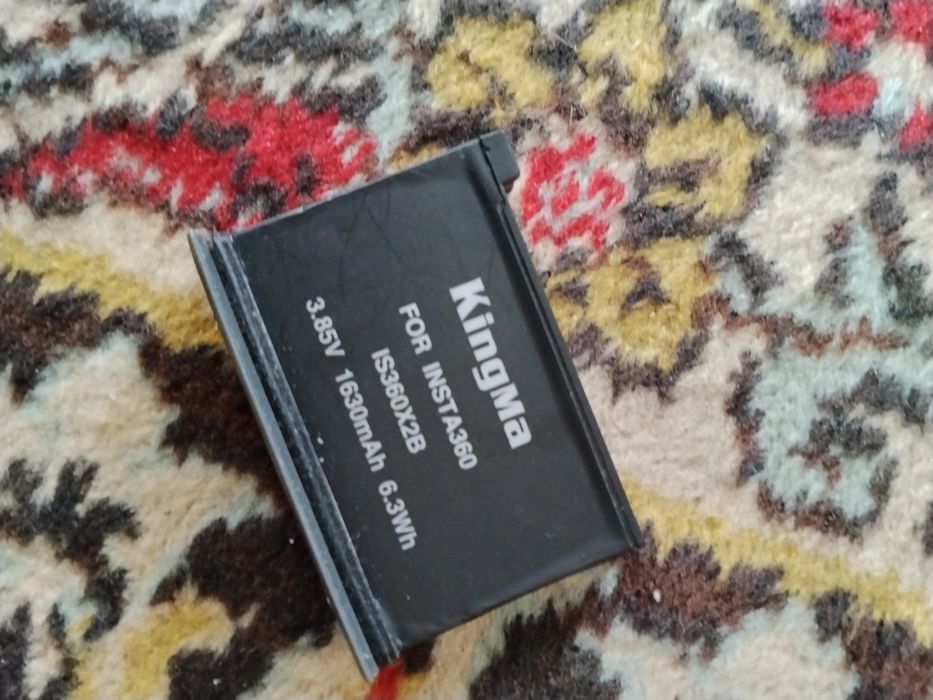 KingMa
FOR INSTA360
IS360X2B
3.85V 1630mAh 6.3Wh